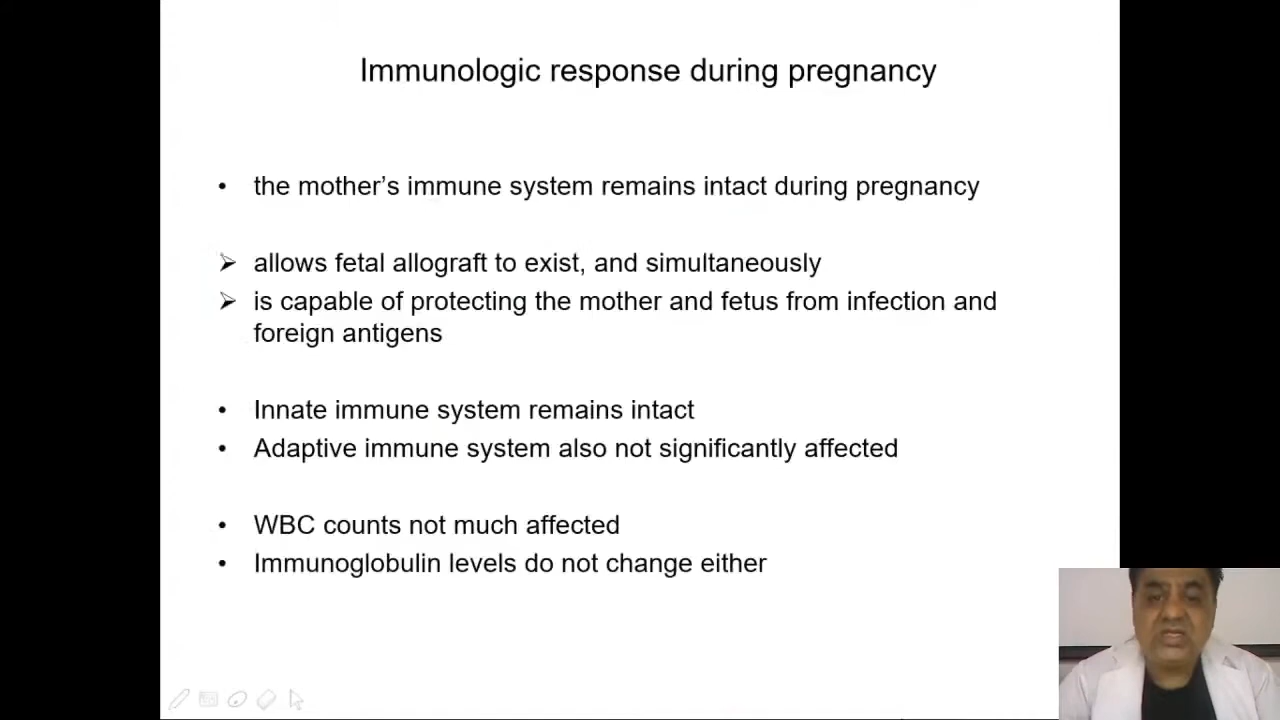 Immunologic response during pregnancy
• the mother’s immune system remains intact during pregnancy
➢ allows fetal allograft to exist, and simultaneously
➢ is capable of protecting the mother and fetus from infection and
foreign antigens
• Innate immune system remains intact
• Adaptive immune system also not significantly affected
• WBC counts not much affected
• Immunoglobulin levels do not change either